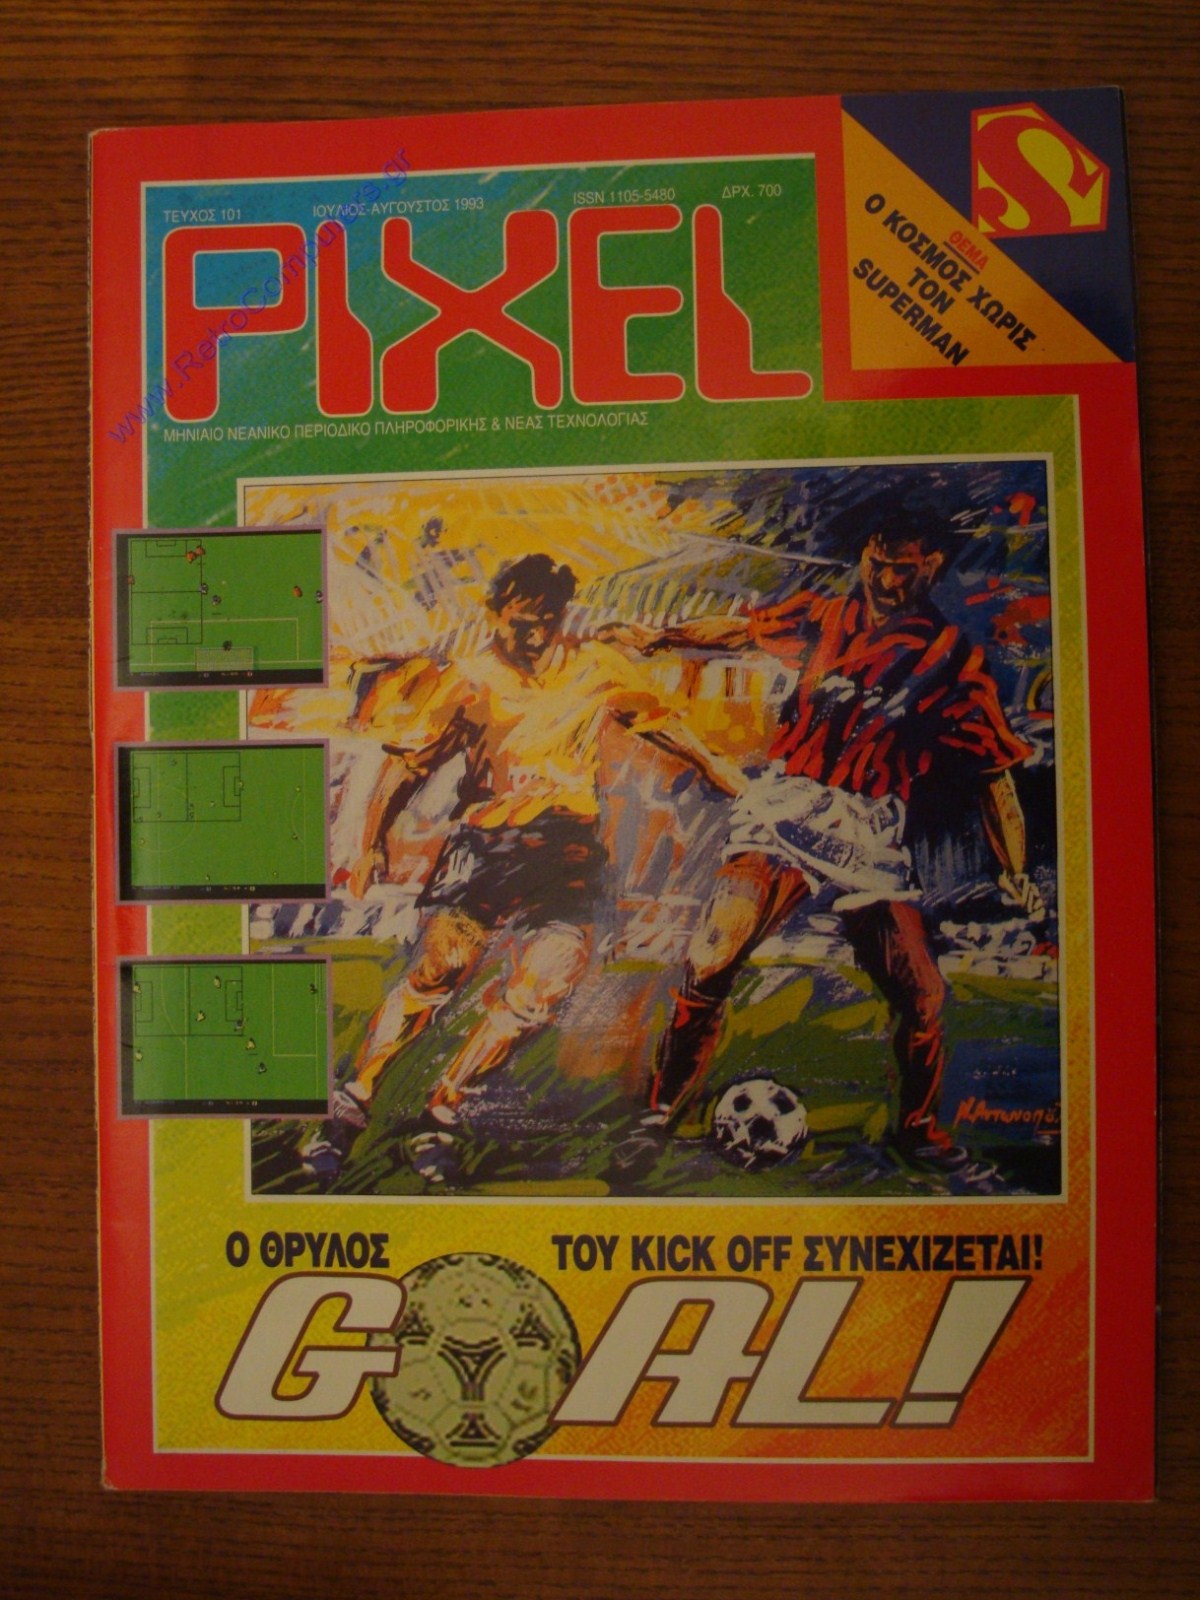 ΤΕΥΧΟΣ 101 ΙΟΥΛΙΟΣ-ΑΥΓΟΥΣΤΟΣ 1993 ISSN 1105-5480 ΔΡΧ. 700
PIXEL
ΜΗΝΙΑΙΟ ΝΕΑΝΙΚΟ ΠΕΡΙΟΔΙΚΟ ΠΛΗΡΟΦΟΡΙΚΗΣ & ΝΕΑΣ ΤΕΧΝΟΛΟΓΙΑΣ
www.RetroComputers.gr
S
ΘΕΜΑ
Ο ΚΟΣΜΟΣ ΧΩΡΙΣ
ΤΟΝ
SUPERMAN
Ο ΘΡΥΛΟΣ ΤΟΥ KICK OFF ΣΥΝΕΧΙΖΕΤΑΙ!
GOAL!